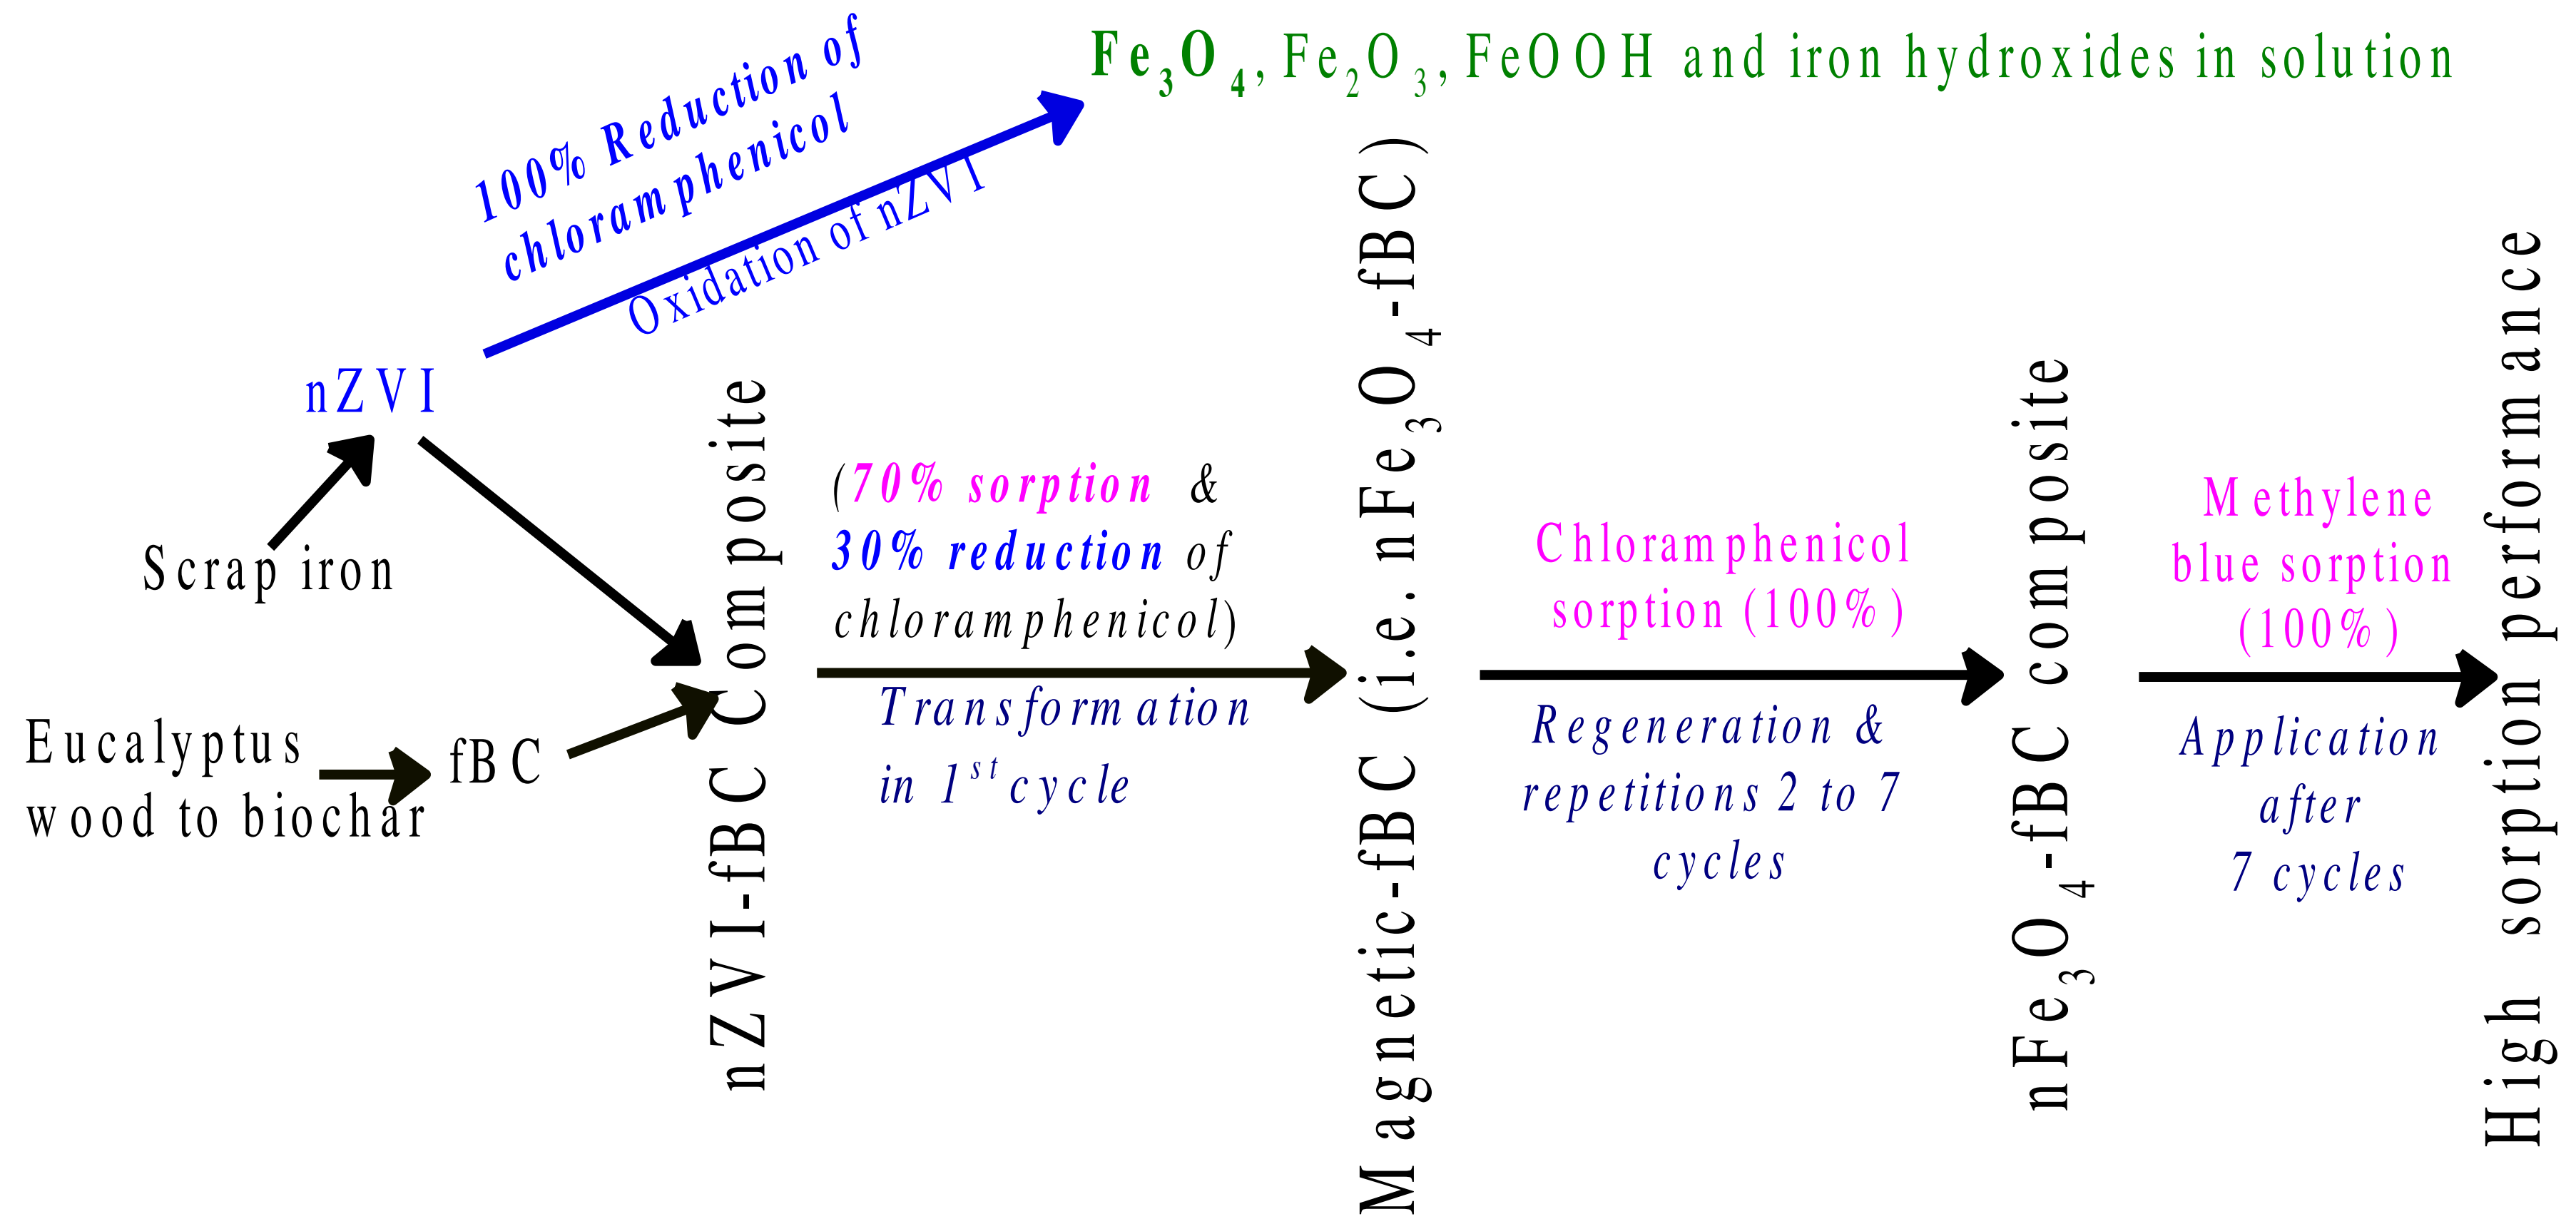 100% Reduction of
chloramphenicol
Oxidation of nZVI
Fe₃O₄, Fe₂O₃, FeOOH and iron hydroxides in solution
nZVI
Scrap iron
Eucalyptus
wood to biochar
fBC
nZVI-fBC Composite
(70% sorption &
30% reduction of
chloramphenicol)
Transformation
in 1ˢᵗ cycle
Magnetic-fBC (i.e. nFe₃O₄-fBC)
Chloramphenicol
sorption (100%)
Regeneration &
repetitions 2 to 7
cycles
nFe₃O₄-fBC composite
Methylene
blue sorption
(100%)
Application
after
7 cycles
High sorption performance